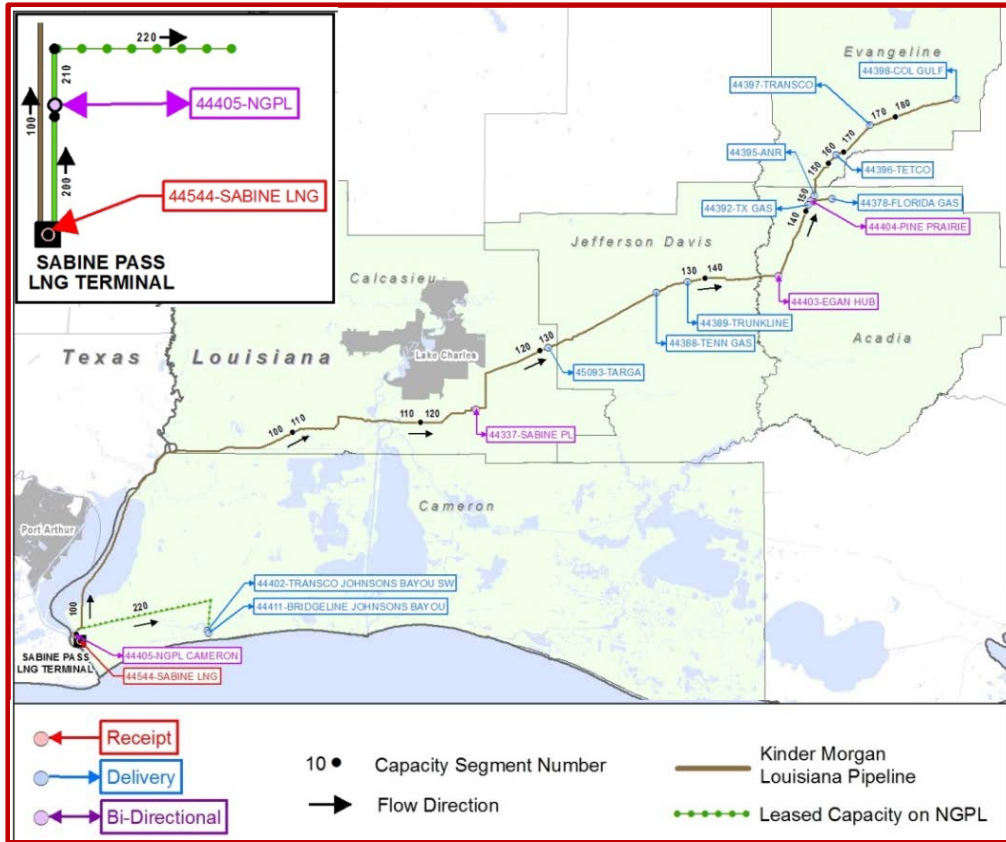 220
210
100
200
44405-NGPL
44544-SABINE LNG
SABINE PASS
LNG TERMINAL
Evangeline
44398-COL GULF
44397-TRANSCO
170
180
170
160
150
44395-ANR
44396-TETCO
150
44392-TX GAS
44378-FLORIDA GAS
140
44404-PINE PRAIRIE
Jefferson Davis
Calcasieu
130
140
44403-EGAN HUB
44389-TRUNKLINE
44388-TENN GAS
Acadia
Texas
Louisiana
Lake Charles
120
130
45093-TARGA
100
110
110
120
44337-SABINE PL
Cameron
Port Arthur
44402-TRANSCO JOHNSONS BAYOU SW
44411-BRIDGELINE JOHNSONS BAYOU
100
220
SABINE PASS
LNG TERMINAL
44405-NGPL CAMERON
44544-SABINE LNG
Receipt
Delivery
Bi-Directional
10
Capacity Segment Number
Flow Direction
Kinder Morgan
Louisiana Pipeline
Leased Capacity on NGPL